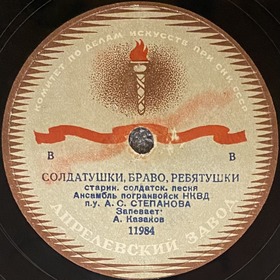 КОМИТЕТ ПО ДЕЛАМ ИСКУССТВ ПРИ СНК СССР
В В
СОЛДАТУШКИ, БРАВО, РЕБЯТУШКИ
старин. солдатск. песня
Ансамбль погранвойск НКВД
п.у. А. С. СТЕПАНОВА
Запевает:
А. Казаков
11984
АПРЕЛЕВСКИЙ ЗАВОД